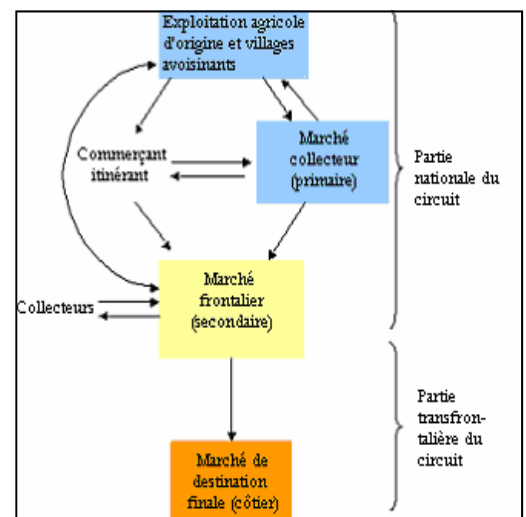 Exploitation agricole
d'origine et villages
avoisinants
Commerçant
itinérant
Marché
collecteur
(primaire)
Partie
nationale du
circuit
Marché
frontalier
(secondaire)
Collecteurs
Partie
transfron-
talière du
circuit
Marché de
destination
finale (côtier)